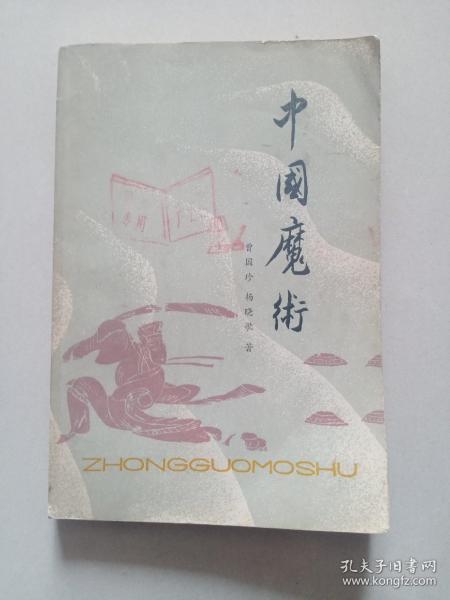 中國魔術
曾国珍 杨晓歌 著
ZHONGGUOMOSHU
孔夫子旧书网
www.kongfz.com